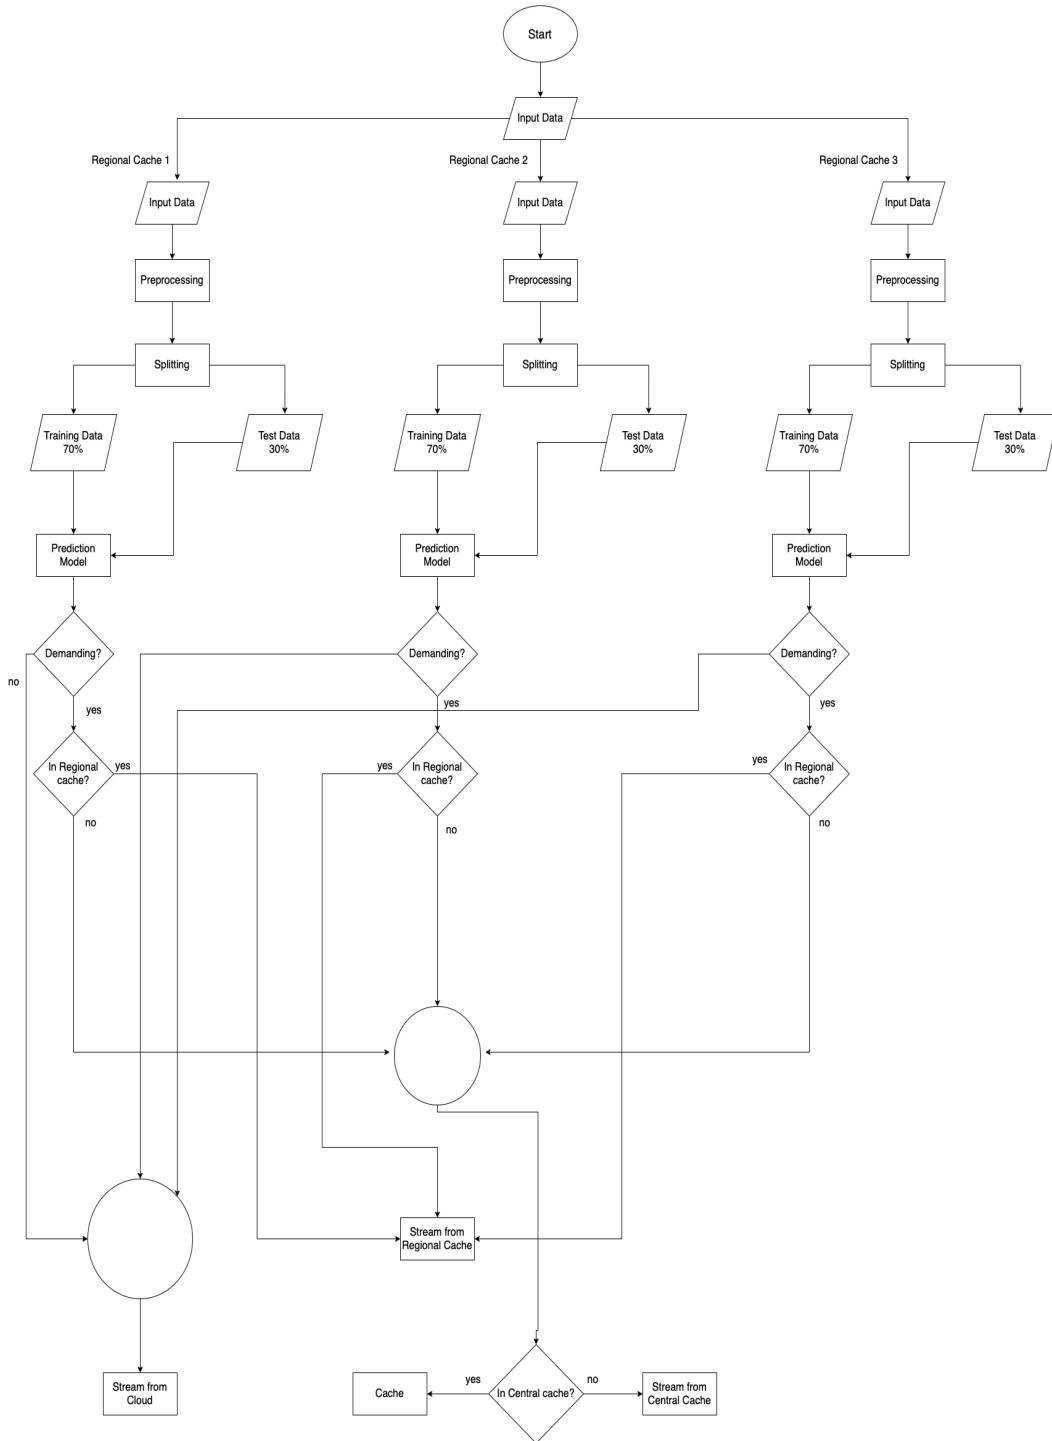 Start
Input Data
Regional Cache 1
Regional Cache 2
Regional Cache 3
Input Data
Input Data
Input Data
Preprocessing
Preprocessing
Preprocessing
Splitting
Splitting
Splitting
Training Data
70%
Test Data
30%
Training Data
70%
Test Data
30%
Training Data
70%
Test Data
30%
Prediction
Model
Prediction
Model
Prediction
Model
Demanding?
Demanding?
Demanding?
no
yes
yes
yes
In Regional
cache?
yes
yes
In Regional
cache?
yes
In Regional
cache?
no
no
no
Stream from
Regional Cache
Stream from
Cloud
Cache
yes
In Central cache?
no
Stream from
Central Cache